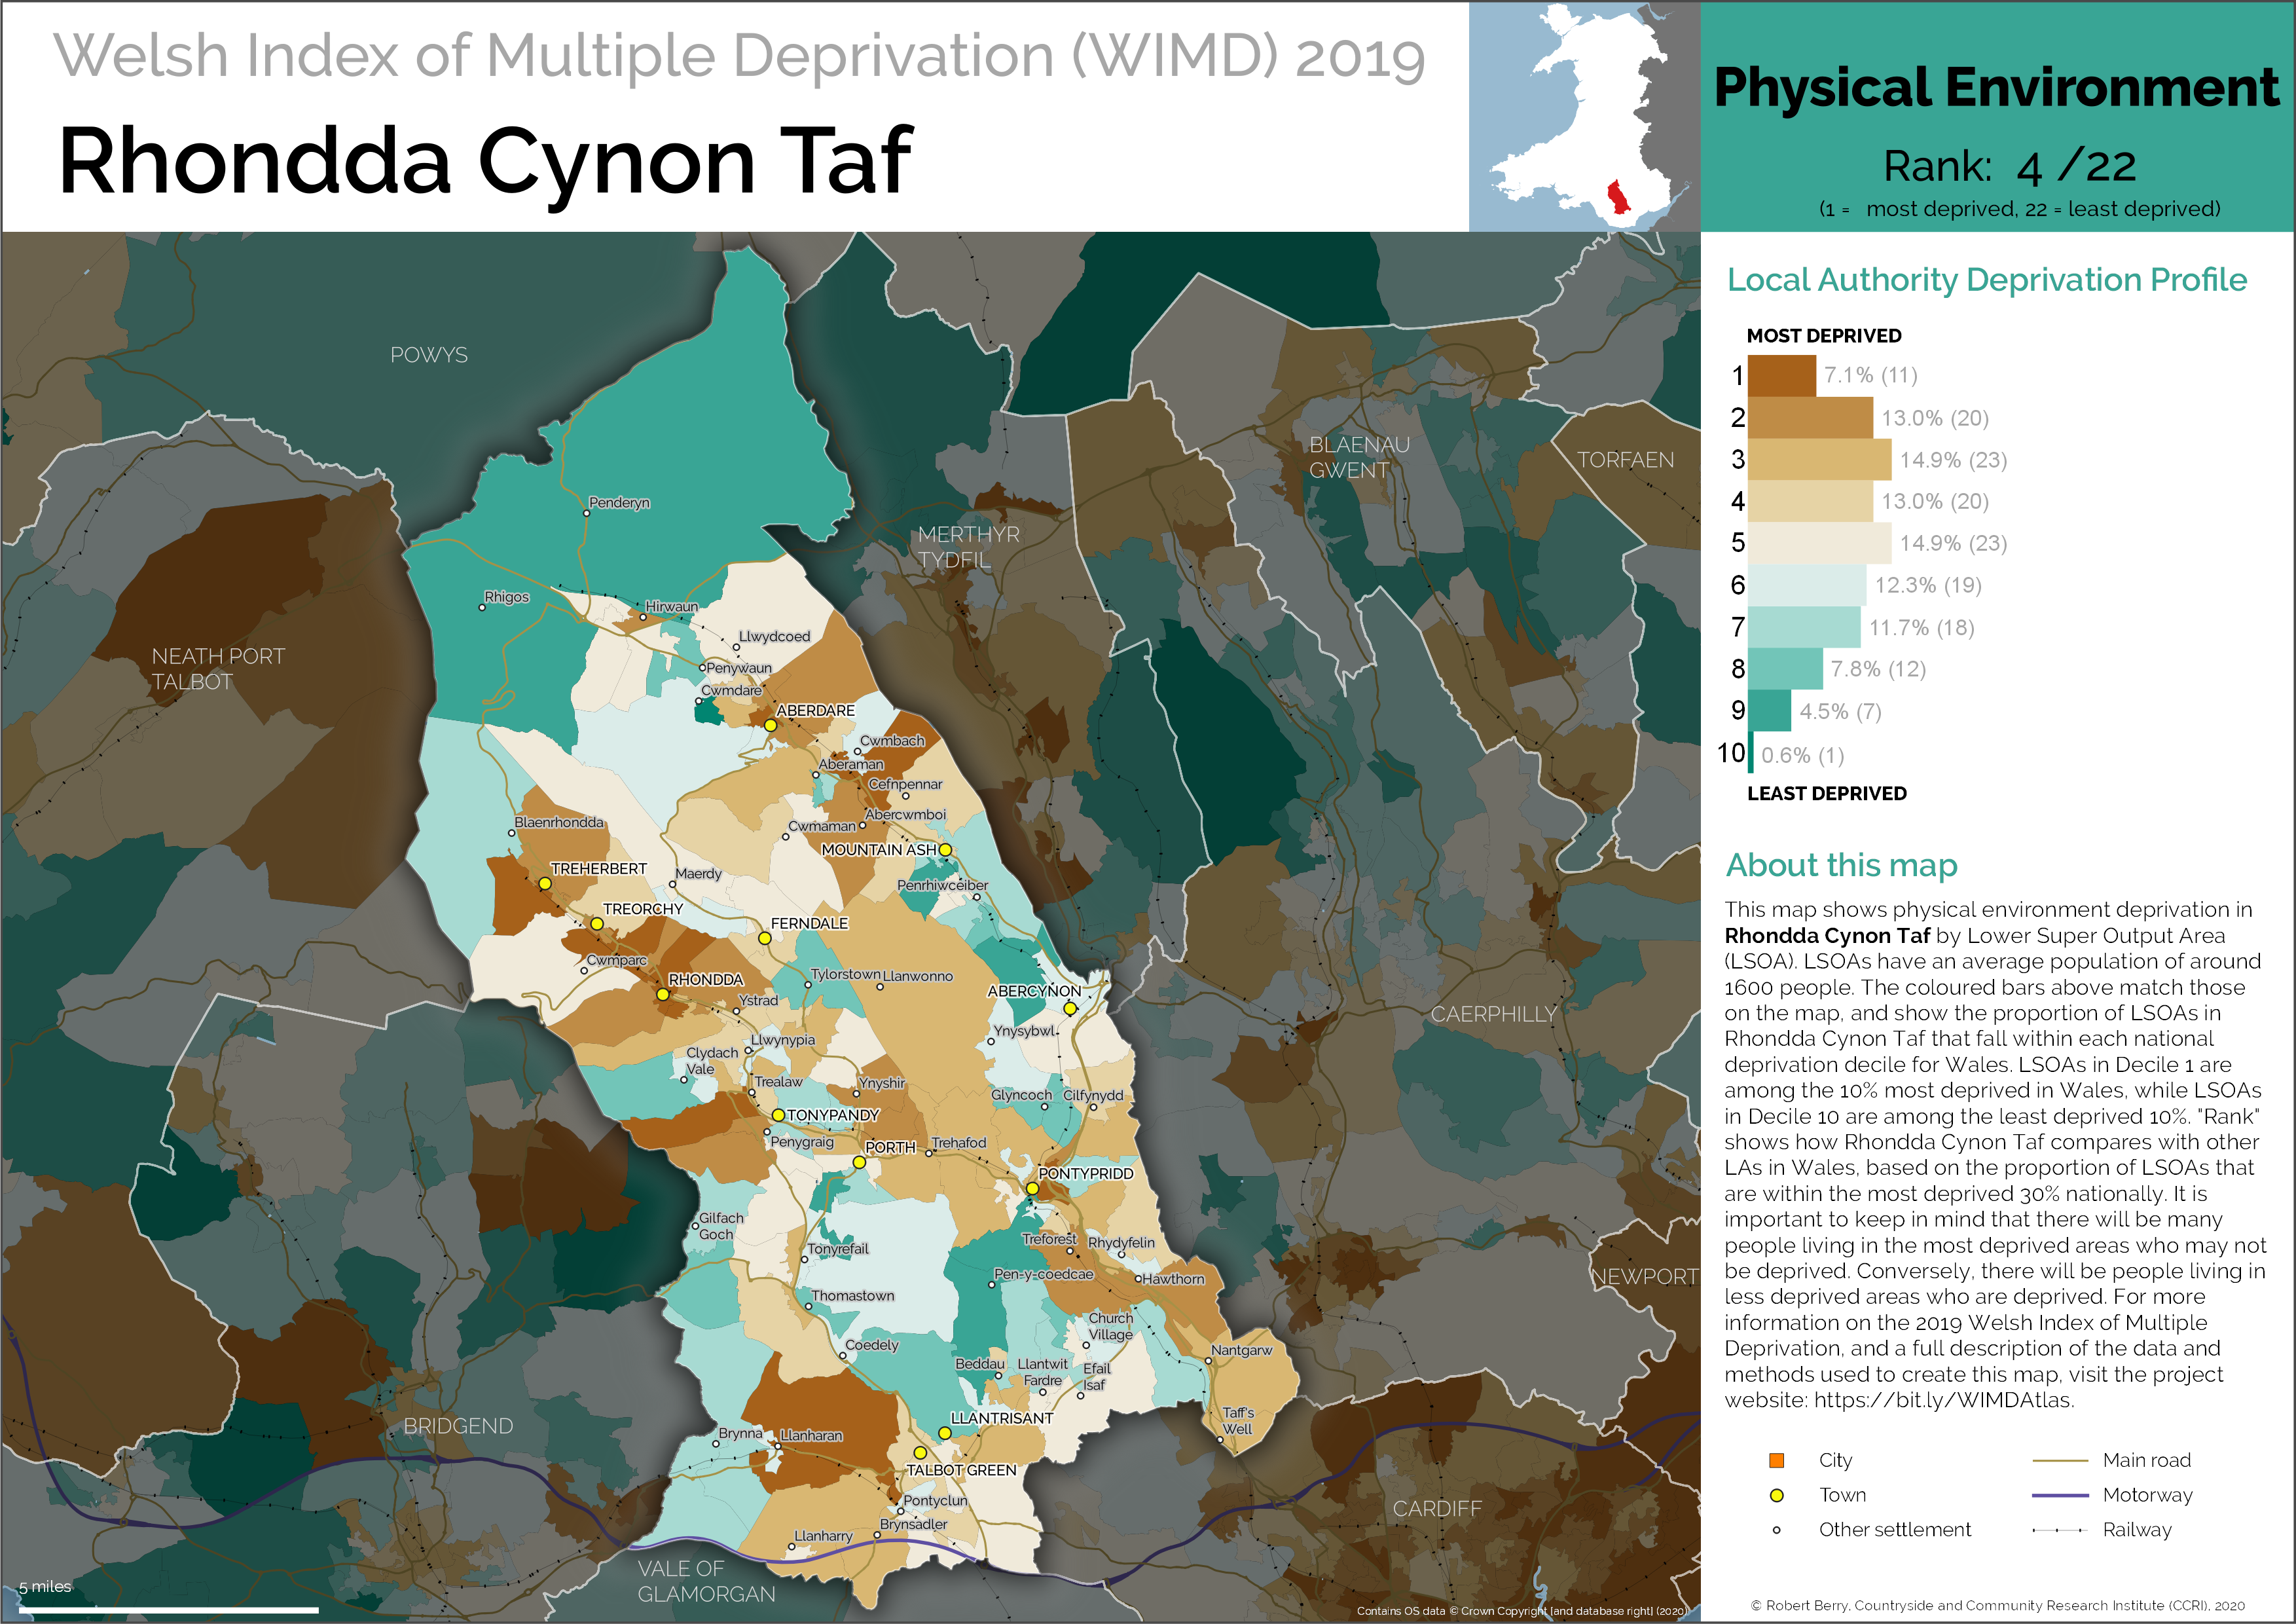 Welsh Index of Multiple Deprivation (WIMD) 2019
Rhondda Cynon Taf
Physical Environment
Rank: 4 /22
(1 = most deprived, 22 = least deprived)
Local Authority Deprivation Profile
MOST DEPRIVED
1 7.1% (11)
2 13.0% (20)
3 14.9% (23)
4 13.0% (20)
5 14.9% (23)
6 12.3% (19)
7 11.7% (18)
8 7.8% (12)
9 4.5% (7)
10 0.6% (1)
LEAST DEPRIVED
About this map
This map shows physical environment deprivation in
Rhondda Cynon Taf by Lower Super Output Area
(LSOA). LSOAs have an average population of around
1600 people. The coloured bars above match those
on the map, and show the proportion of LSOAs in
Rhondda Cynon Taf that fall within each national
deprivation decile for Wales. LSOAs in Decile 1 are
among the 10% most deprived in Wales, while LSOAs
in Decile 10 are among the least deprived 10%. "Rank"
shows how Rhondda Cynon Taf compares with other
LAs in Wales, based on the proportion of LSOAs that
are within the most deprived 30% nationally. It is
important to keep in mind that there will be many
people living in the most deprived areas who may not
be deprived. Conversely, there will be people living in
less deprived areas who are deprived. For more
information on the 2019 Welsh Index of Multiple
Deprivation, and a full description of the data and
methods used to create this map, visit the project
website: https://bit.ly/WIMDAtlas.
City
Town
Other settlement
Main road
Motorway
Railway
© Robert Berry, Countryside and Community Research Institute (CCRI), 2020
POWYS
BLAENAU
GWENT
TORFAEN
MERTHYR
TYDFIL
NEATH PORT
TALBOT
CAERPHILLY
NEWPORT
BRIDGEND
CARDIFF
VALE OF
GLAMORGAN
Penderyn
Rhigos
Hirwaun
Llwydcoed
Penywaun
Cwmdare
ABERDARE
Cwmbach
Aberaman
Cefnpennar
Abercwmboi
Cwmaman
Blaenrhondda
MOUNTAIN ASH
TREHERBERT
Maerdy
Penrhiwceiber
TREORCHY
FERNDALE
Cwmparc
RHONDDA
Tylorstown
Llanwonno
ABERCYNON
Ystrad
Ynysybwl
Llwynypia
Clydach
Vale
Trealaw
Ynyshir
Glyncoch
Cilfynydd
TONYPANDY
Penygraig
PORTH
Trehafod
PONTYPRIDD
Gilfach
Goch
Tonyrefail
Treforest
Rhydyfelin
Pen-y-coedcae
Hawthorn
Thomastown
Church
Village
Coedely
Nantgarw
Beddau
Llantwit
Fardre
Efail
Isaf
LLANTRISANT
Taff's
Well
Brynna
Llanharan
TALBOT GREEN
Pontyclun
Brynsadler
Llanharry
5 miles
Contains OS data © Crown Copyright [and database right] (2020)